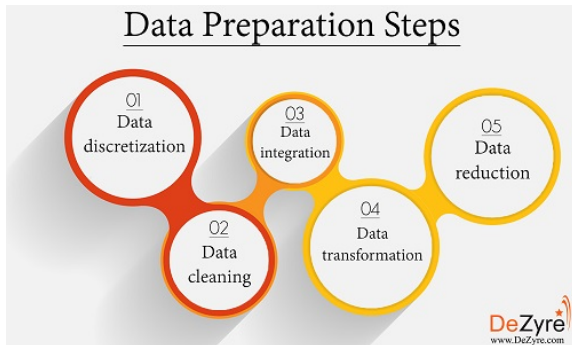 Data Preparation Steps
01
Data
discretization
02
Data
cleaning
03
Data
integration
04
Data
transformation
05
Data
reduction
DeZyre
www.DeZyre.com